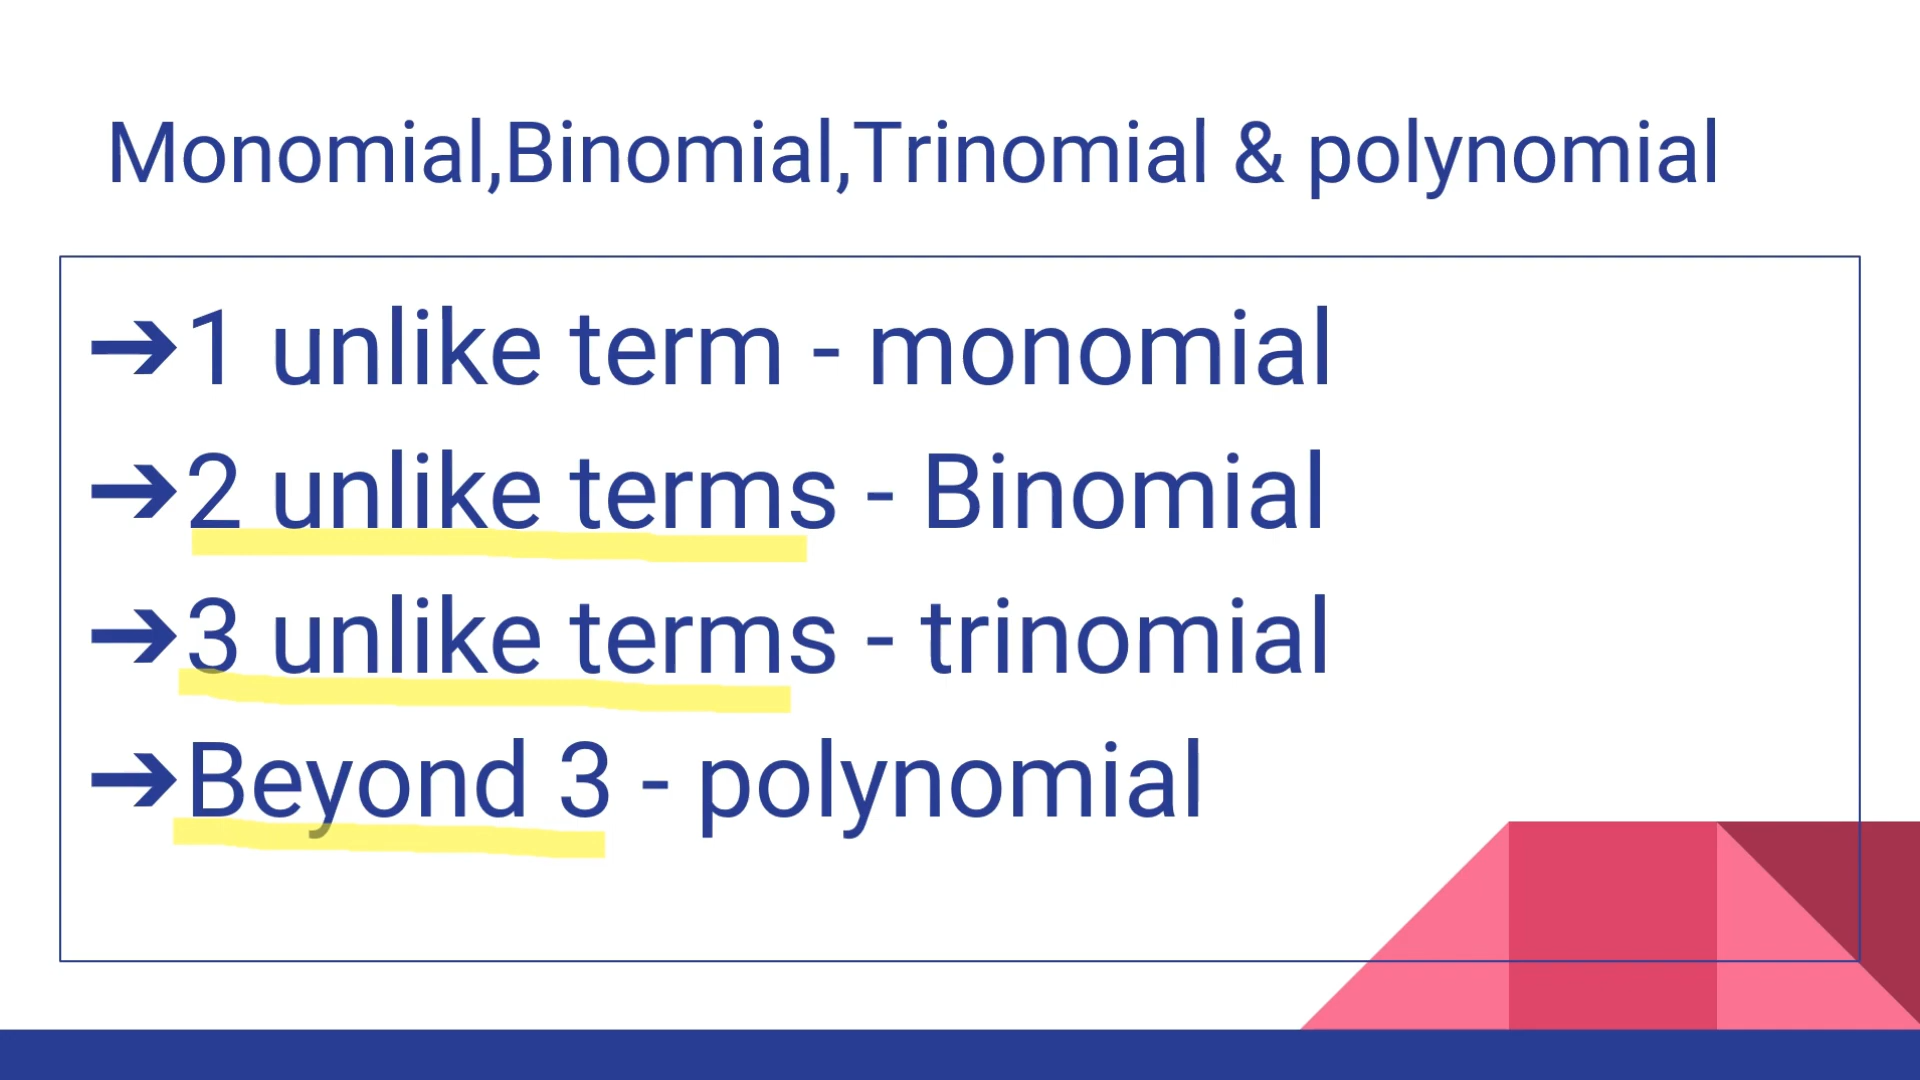 Monomial,Binomial,Trinomial & polynomial
➔1 unlike term - monomial
➔2 unlike terms - Binomial
➔3 unlike terms - trinomial
➔Beyond 3 - polynomial